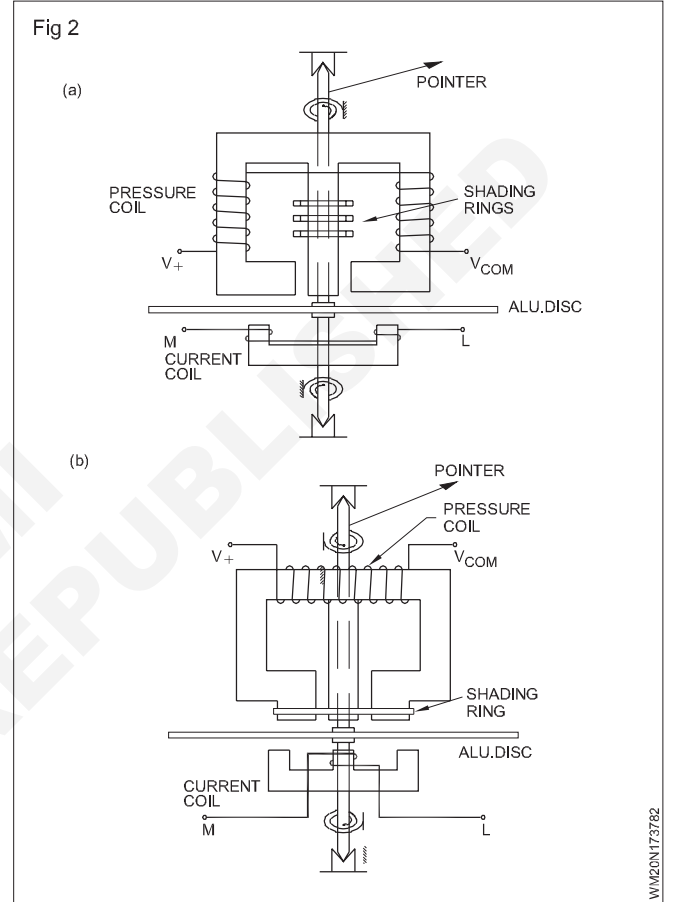 Fig 2
(a)
POINTER
PRESSURE
COIL
SHADING
RINGS
V+
VCOM
ALU.DISC
M
L
CURRENT
COIL
(b)
POINTER
PRESSURE
COIL
V+
VCOM
SHADING
RING
ALU.DISC
CURRENT
COIL
M
L
WM20N173782
REPUBLISHED